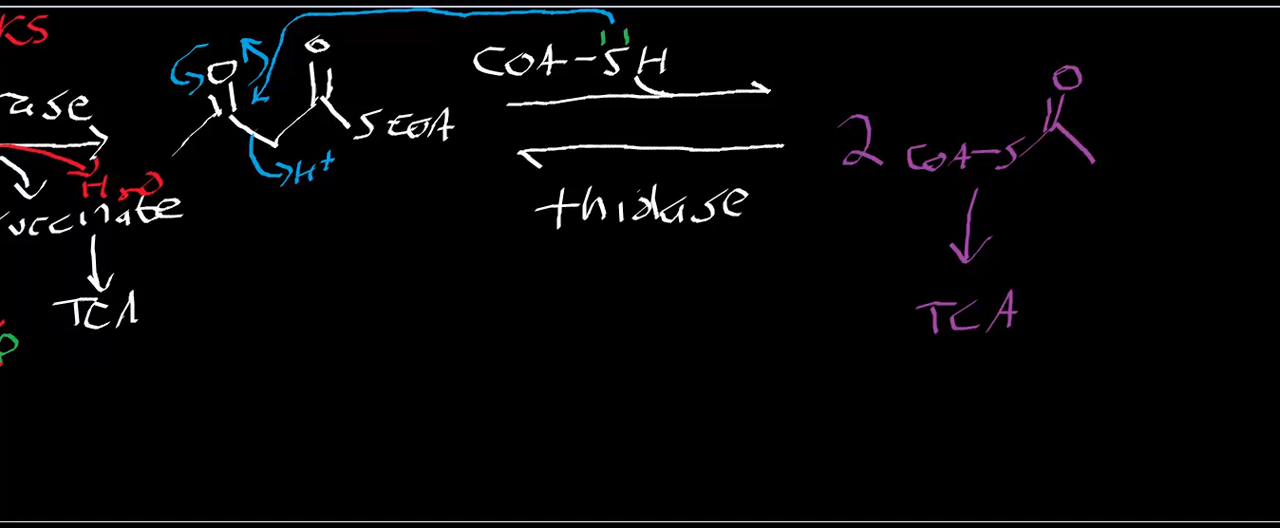 KS
O
O
COA-SH
ase
SCOA
O
H+
2 COA-S
H2O
uccinate
thiolase
TCA
TCA
P